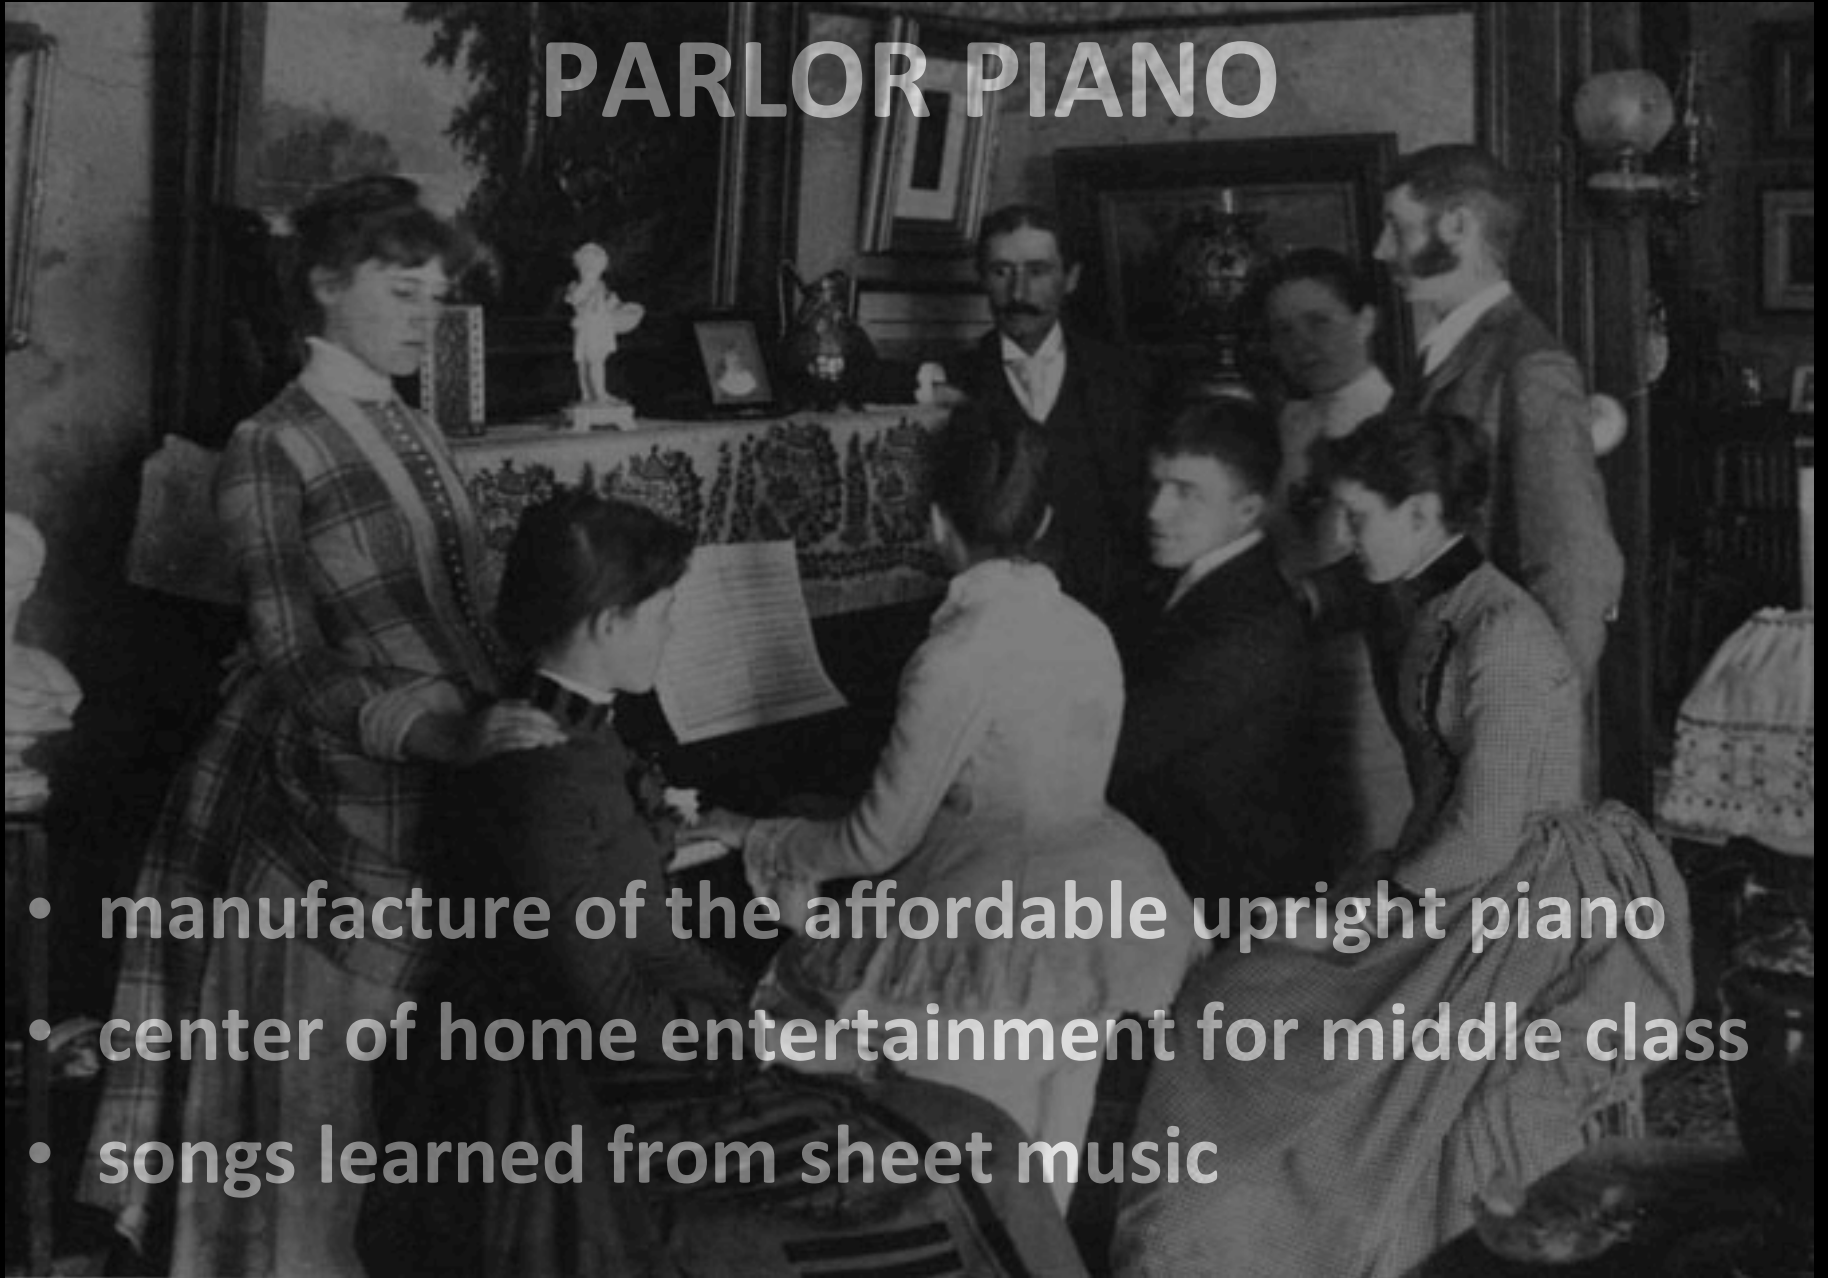 PARLOR PIANO
• manufacture of the affordable upright piano
• center of home entertainment for middle class
• songs learned from sheet music